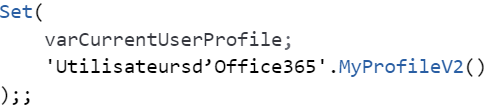 Set(
    varCurrentUserProfile;
    'Utilisateursd’Office365'.MyProfileV2()
);;